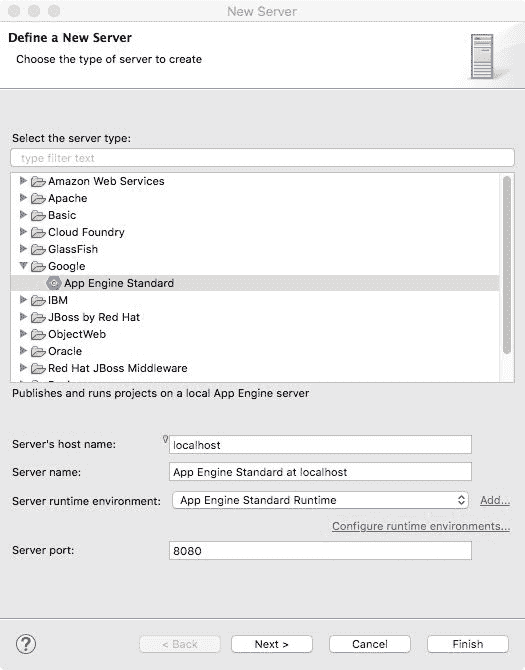 New Server
Define a New Server
Choose the type of server to create
Select the server type:
type filter text
Amazon Web Services
Apache
Basic
Cloud Foundry
GlassFish
Google
App Engine Standard
IBM
JBoss by Red Hat
ObjectWeb
Oracle
Red Hat JBoss Middleware
Publishes and runs projects on a local App Engine server
Server's host name: localhost
Server name: App Engine Standard at localhost
Server runtime environment: App Engine Standard Runtime Add...
Configure runtime environments...
Server port: 8080
? < Back Next > Cancel Finish